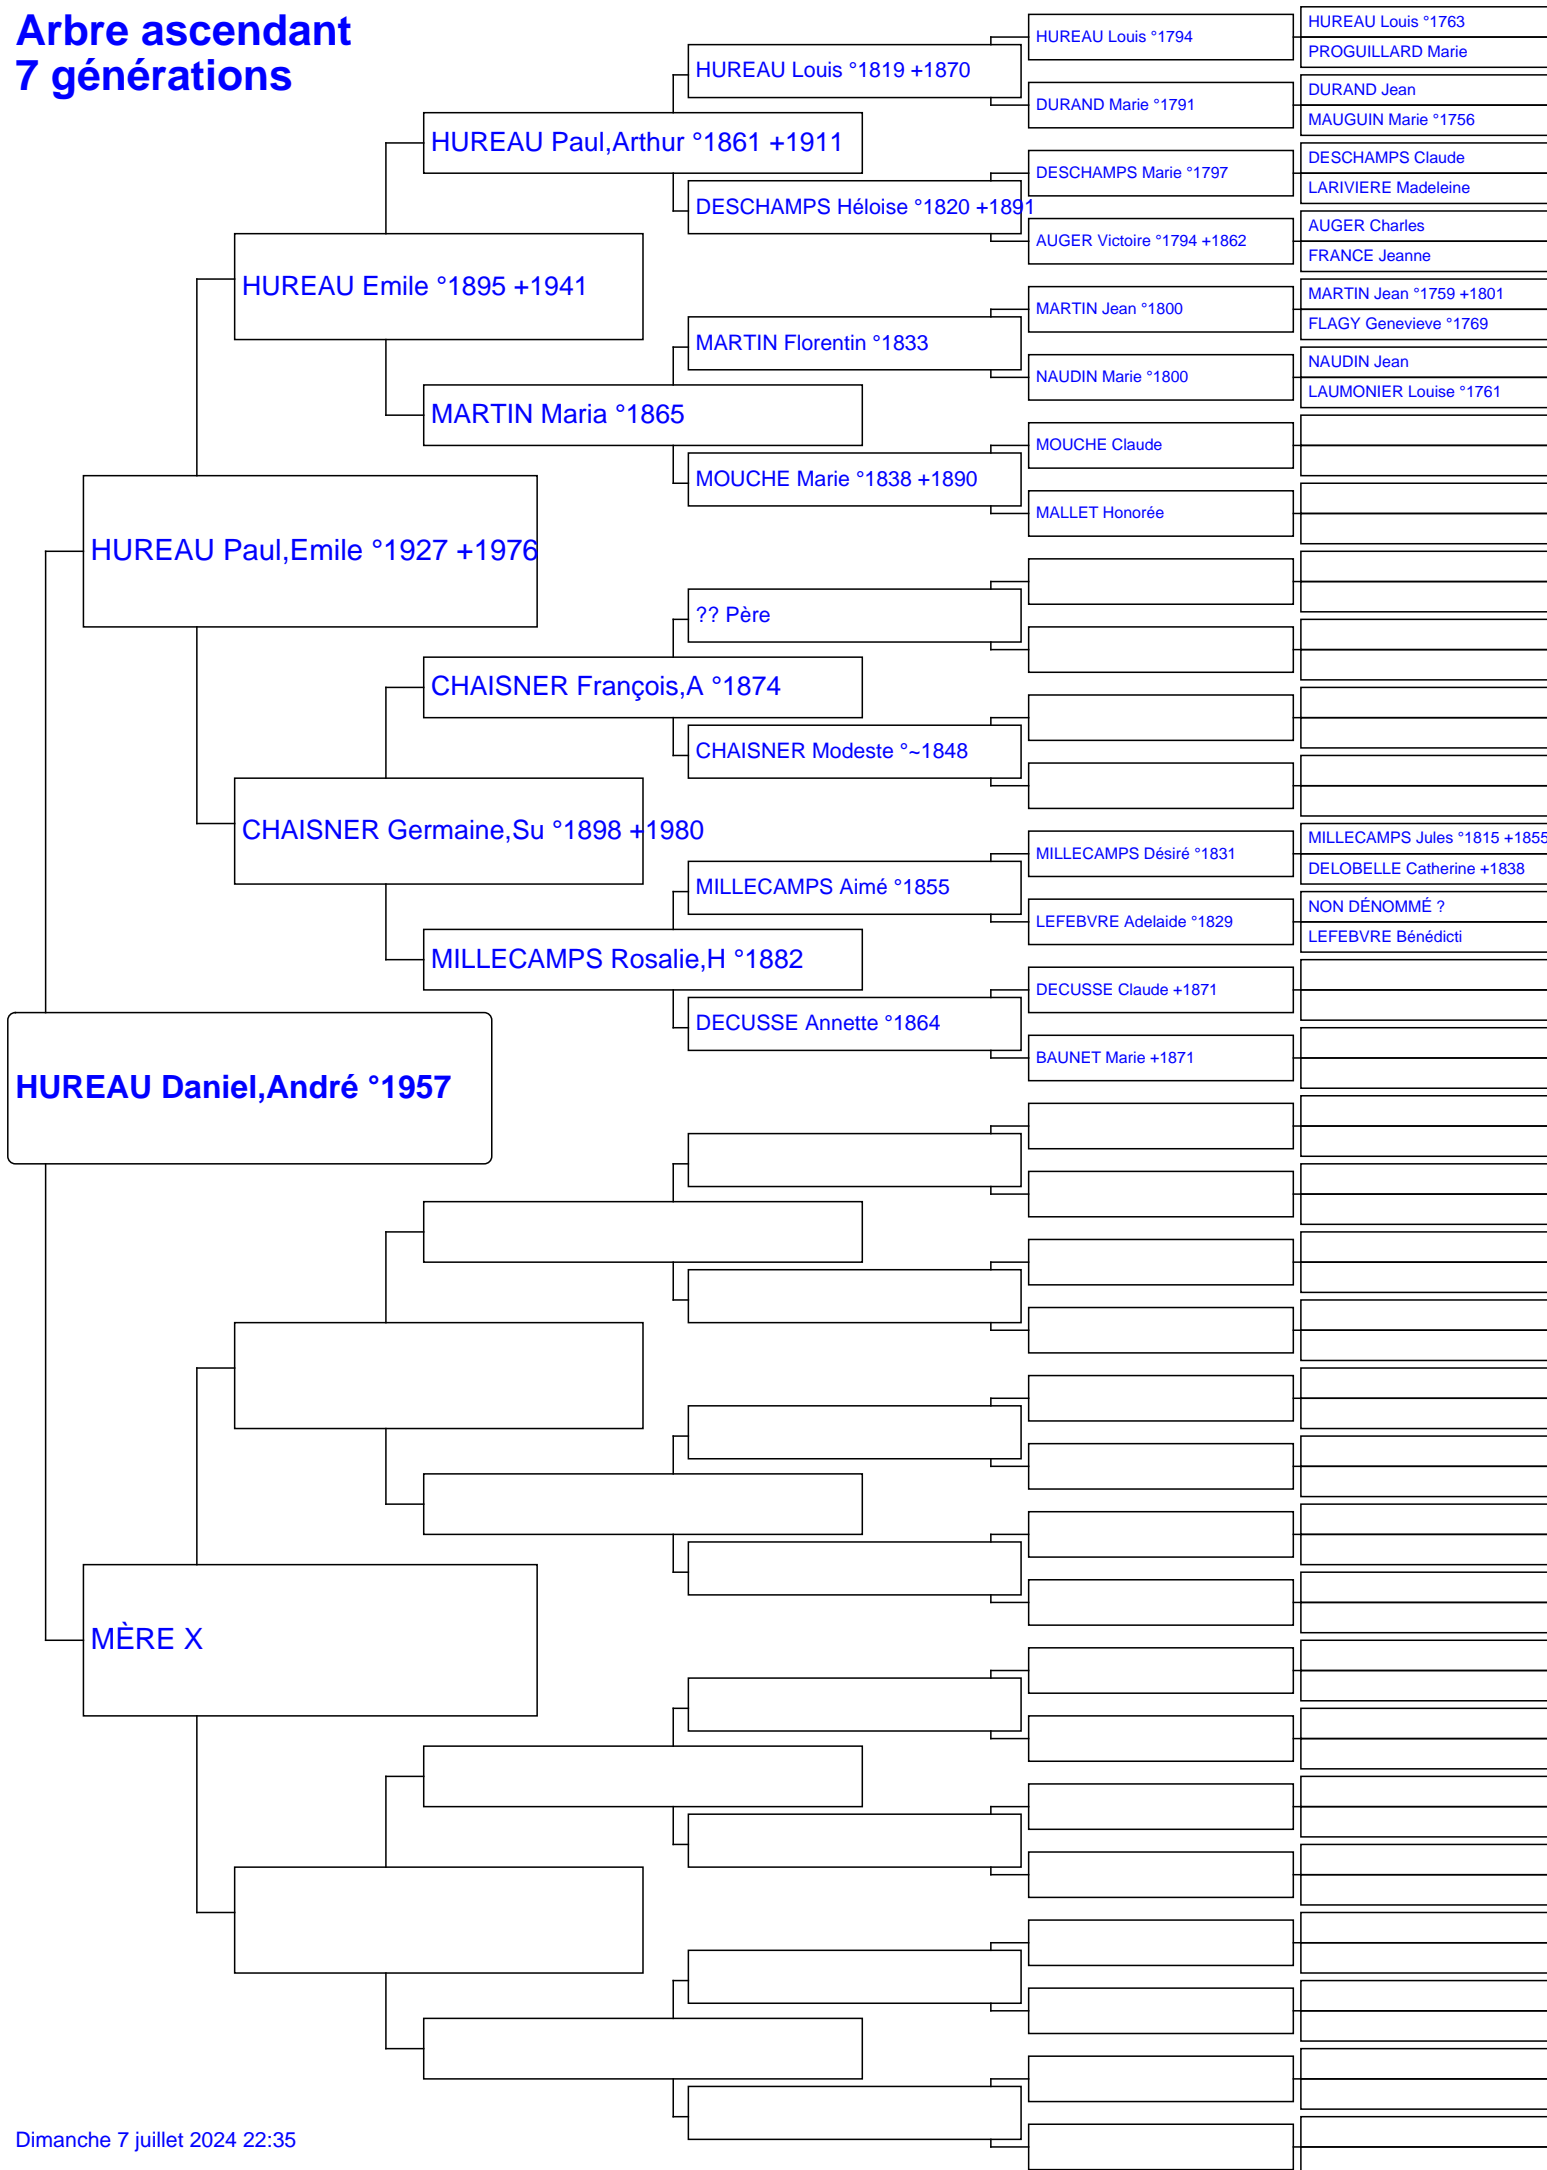 Arbre ascendant
7 générations
HUREAU Daniel,André °1957
HUREAU Paul,Emile °1927 +1976
MÈRE X
HUREAU Emile °1895 +1941
CHAISNER Germaine,Su °1898 +1980
HUREAU Paul,Arthur °1861 +1911
MARTIN Maria °1865
CHAISNER François,A °1874
MILLECAMPS Rosalie,H °1882
HUREAU Louis °1819 +1870
DESCHAMPS Héloise °1820 +1891
MARTIN Florentin °1833
MOUCHE Marie °1838 +1890
?? Père
CHAISNER Modeste °~1848
MILLECAMPS Aimé °1855
DECUSSE Annette °1864
HUREAU Louis °1794
DURAND Marie °1791
DESCHAMPS Marie °1797
AUGER Victoire °1794 +1862
MARTIN Jean °1800
NAUDIN Marie °1800
MOUCHE Claude
MALLET Honorée
MILLECAMPS Désiré °1831
LEFEBVRE Adelaide °1829
DECUSSE Claude +1871
BAUNET Marie +1871
HUREAU Louis °1763
PROGUILLARD Marie
DURAND Jean
MAUGUIN Marie °1756
DESCHAMPS Claude
LARIVIERE Madeleine
AUGER Charles
FRANCE Jeanne
MARTIN Jean °1759 +1801
FLAGY Genevieve °1769
NAUDIN Jean
LAUMONIER Louise °1761
MILLECAMPS Jules °1815 +1855
DELOBELLE Catherine +1838
NON DÉNOMMÉ ?
LEFEBVRE Bénédicti
Dimanche 7 juillet 2024 22:35